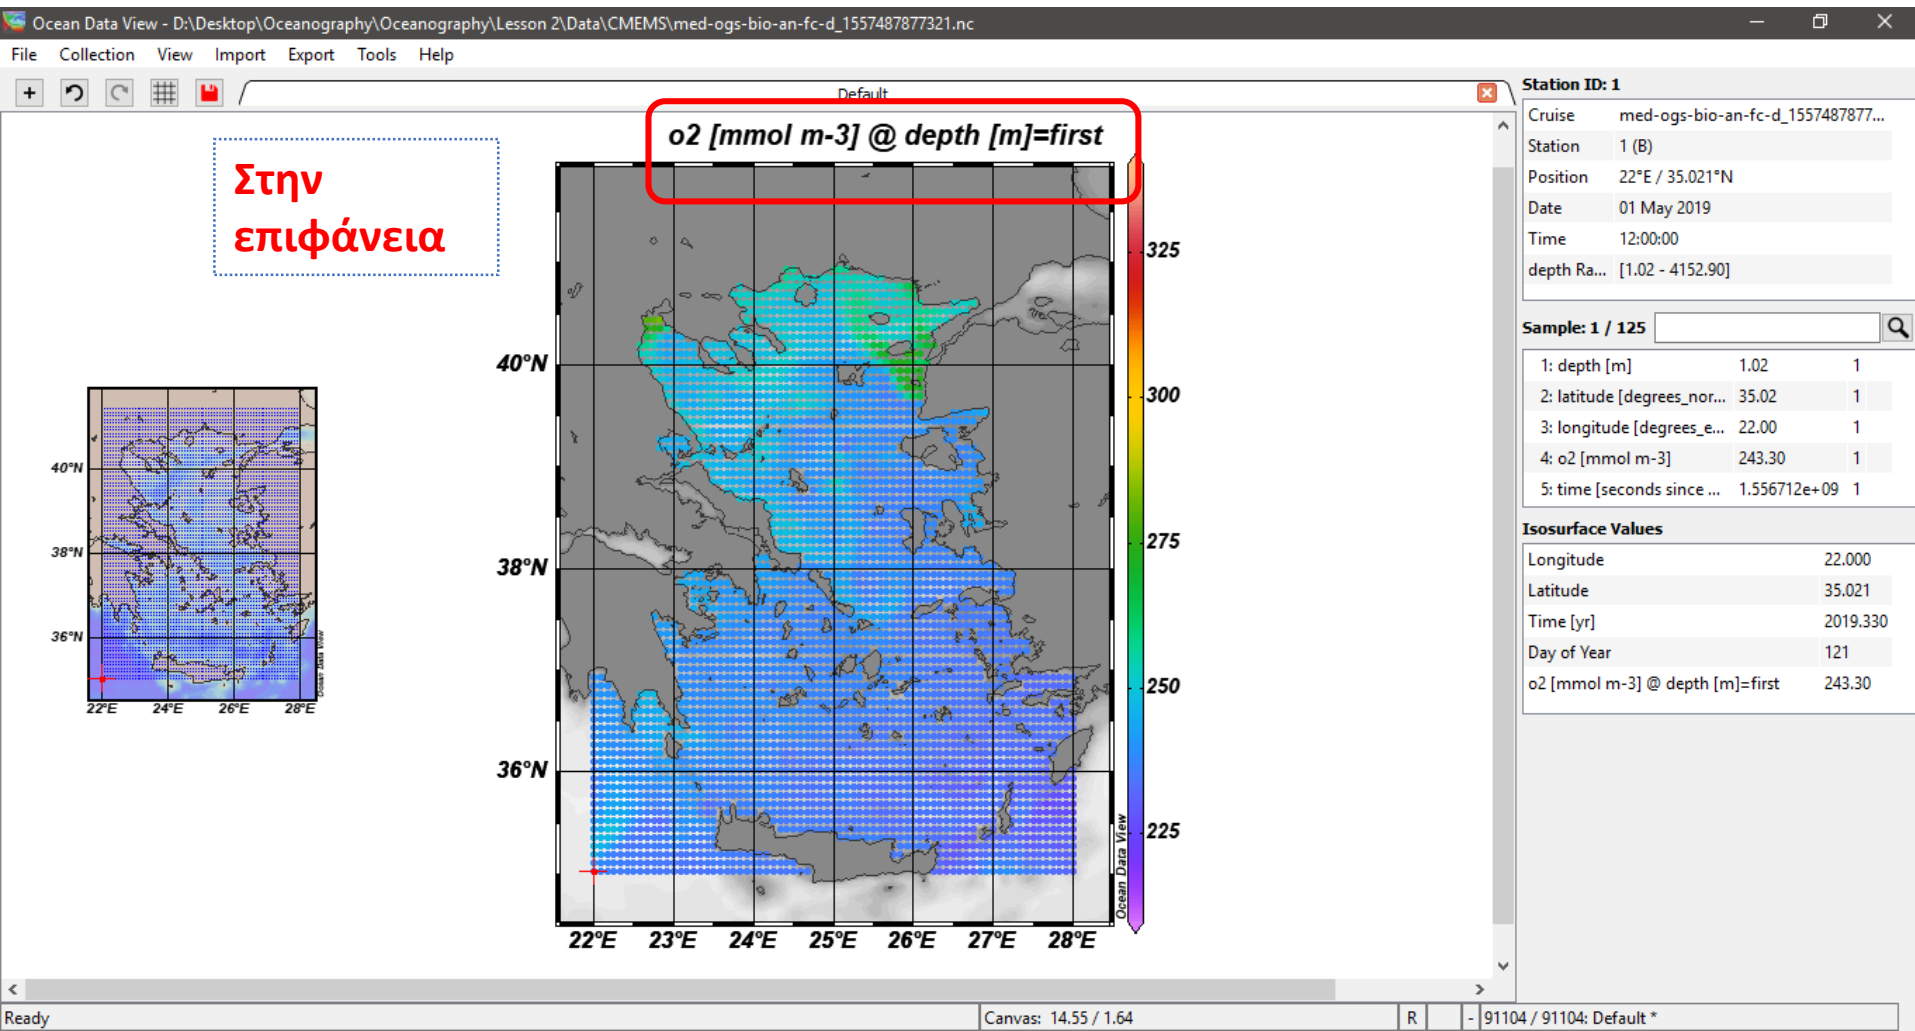 Ocean Data View - D:\Desktop\Oceanography\Oceanography\Lesson 2\Data\CMEMS\med-ogs-bio-an-fc-d_1557487877321.nc
File Collection View Import Export Tools Help
Default
Στην
επιφάνεια
o2 [mmol m-3] @ depth [m]=first
40°N
38°N
36°N
22°E 24°E 26°E 28°E
Ocean Data View
40°N
38°N
36°N
22°E 23°E 24°E 25°E 26°E 27°E 28°E
Ocean Data View
325
300
275
250
225
Station ID: 1
Cruise med-ogs-bio-an-fc-d_1557487877...
Station 1 (B)
Position 22°E / 35.021°N
Date 01 May 2019
Time 12:00:00
depth Ra... [1.02 - 4152.90]
Sample: 1 / 125
1: depth [m] 1.02 1
2: latitude [degrees_nor... 35.02 1
3: longitude [degrees_e... 22.00 1
4: o2 [mmol m-3] 243.30 1
5: time [seconds since ... 1.556712e+09 1
Isosurface Values
Longitude 22.000
Latitude 35.021
Time [yr] 2019.330
Day of Year 121
o2 [mmol m-3] @ depth [m]=first 243.30
Ready
Canvas: 14.55 / 1.64
R
- 91104 / 91104: Default *